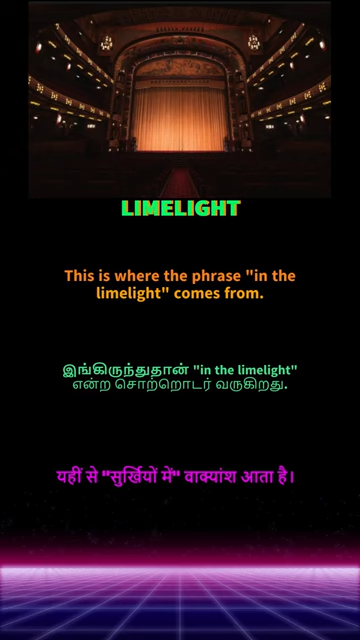 LIMELIGHT
This is where the phrase "in the
limelight" comes from.
இங்கிருந்துதான் "in the limelight"
என்ற சொற்றொடர் வருகிறது.
यहीं से "सुर्खियों में" वाक्यांश आता है।